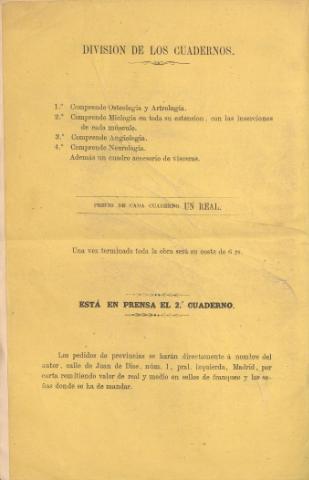 DIVISION DE LOS CUADERNOS.
1.º Comprende Osteología y Artrología.
2.º Comprende Miología en toda su estension, con las inserciones
de cada músculo.
3.º Comprende Angiología.
4.º Comprende Neurología.
Además un cuadro accesorio de vísceras.
PRECIO DE CADA CUADERNO UN REAL.
Una vez terminada toda la obra será su costo de 6 rs.
ESTÁ EN PRENSA EL 2.º CUADERNO.
Los pedidos de provincias se harán directamente á nombre del
autor, calle de Juan de Dios, núm. 1, pral. izquierda, Madrid, por
carta remitiendo valor de real y medio en sellos de franqueo y las se-
ñas donde se ha de mandar.